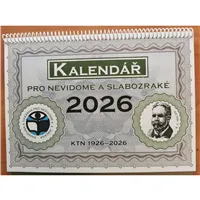 KALENDÁŘ
PRO NEVIDOMÉ A SLABOZRAKÉ
2026
KTN 1926–2026